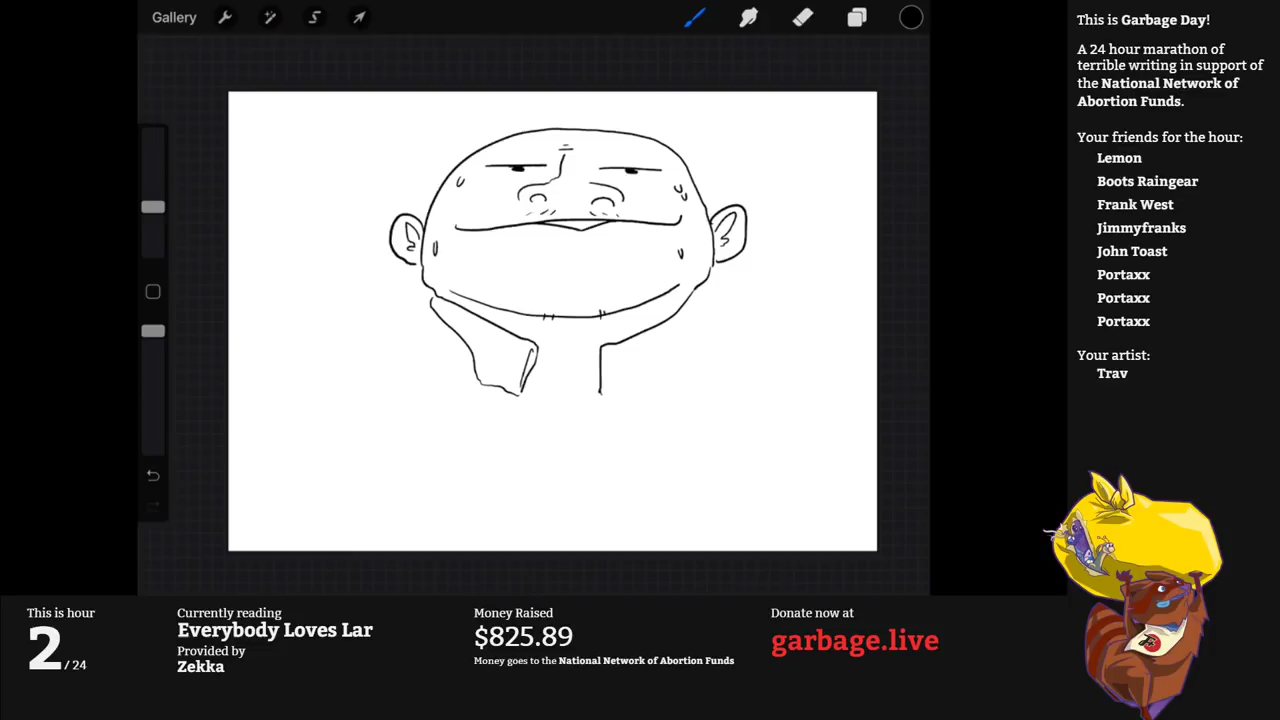 Gallery
This is Garbage Day!
A 24 hour marathon of
terrible writing in support of
the National Network of
Abortion Funds.
Your friends for the hour:
Lemon
Boots Raingear
Frank West
Jimmyfranks
John Toast
Portaxx
Portaxx
Portaxx
Your artist:
Trav
This is hour
2 / 24
Currently reading
Everybody Loves Lar
Provided by
Zekka
Money Raised
$825.89
Money goes to the National Network of Abortion Funds
Donate now at
garbage.live